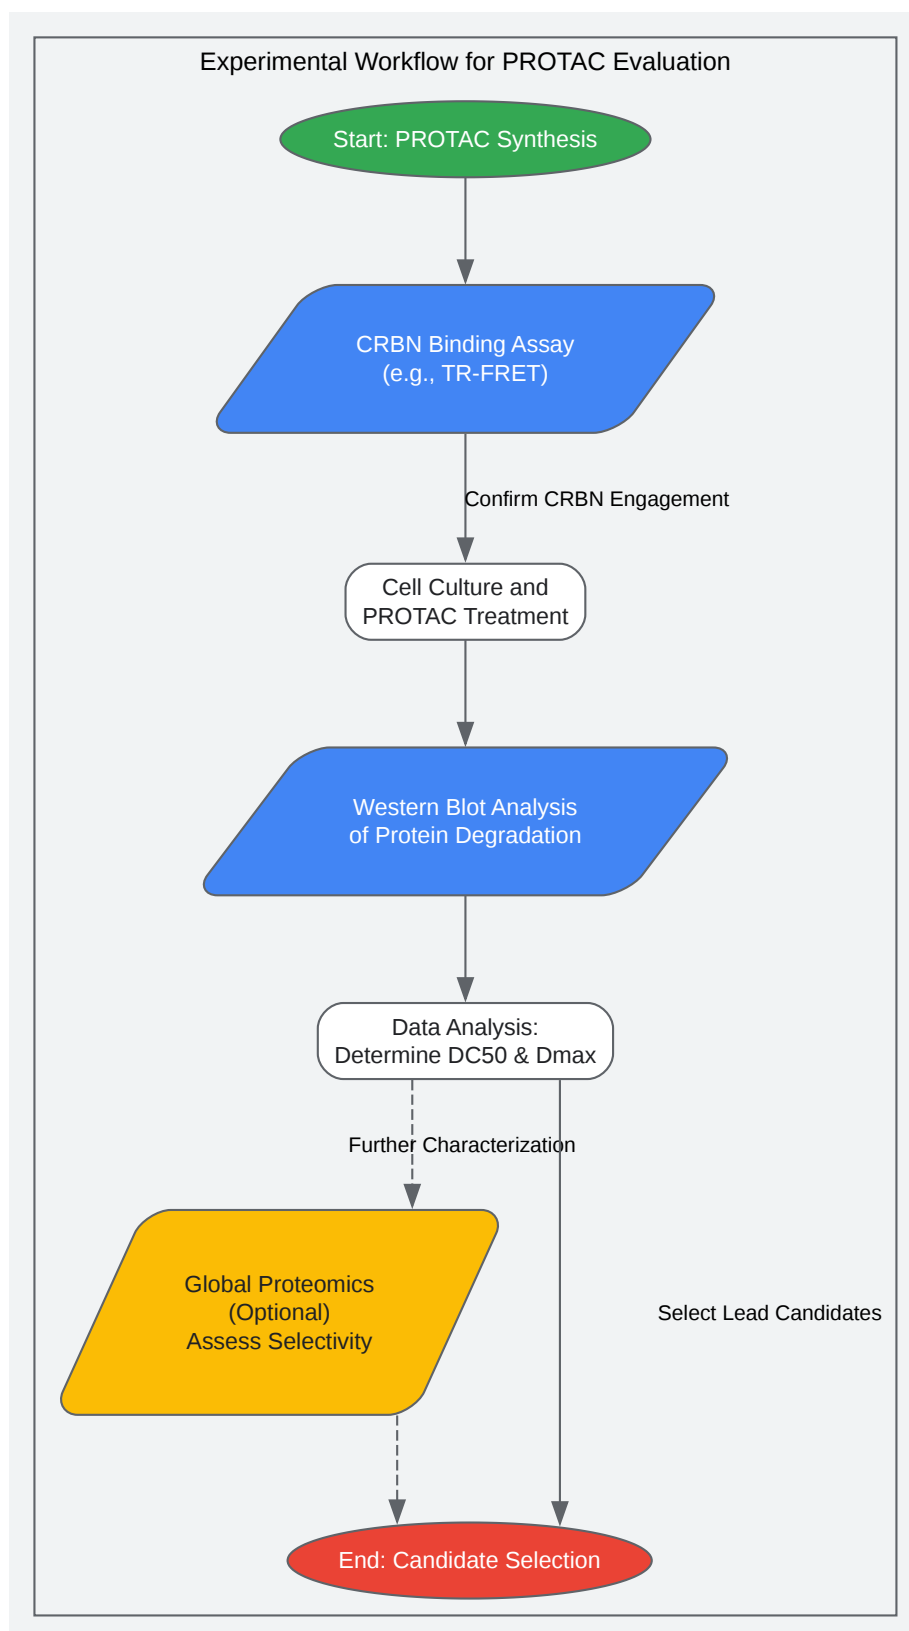 Experimental Workflow for PROTAC Evaluation
Start: PROTAC Synthesis
CRBN Binding Assay
(e.g., TR-FRET)
Confirm CRBN Engagement
Cell Culture and
PROTAC Treatment
Western Blot Analysis
of Protein Degradation
Data Analysis:
Determine DC50 & Dmax
Further Characterization
Global Proteomics
(Optional)
Assess Selectivity
Select Lead Candidates
End: Candidate Selection